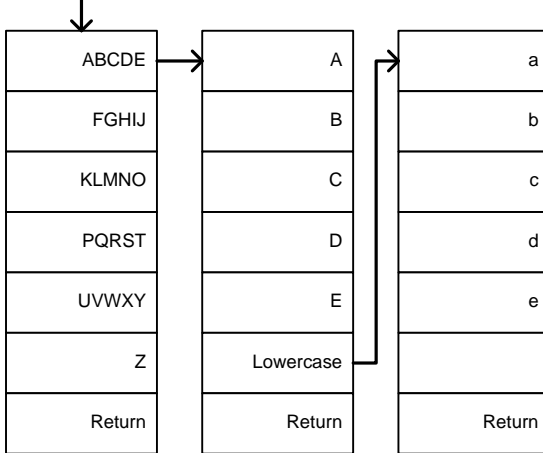 ABCDE
FGHIJ
KLMNO
PQRST
UVWXY
Z
Return
A
B
C
D
E
Lowercase
Return
a
b
c
d
e
Return